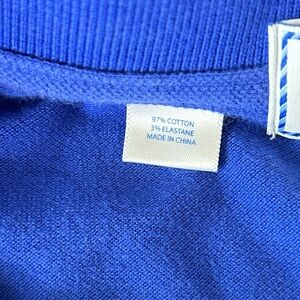 97% COTTON
3% ELASTANE
MADE IN CHINA